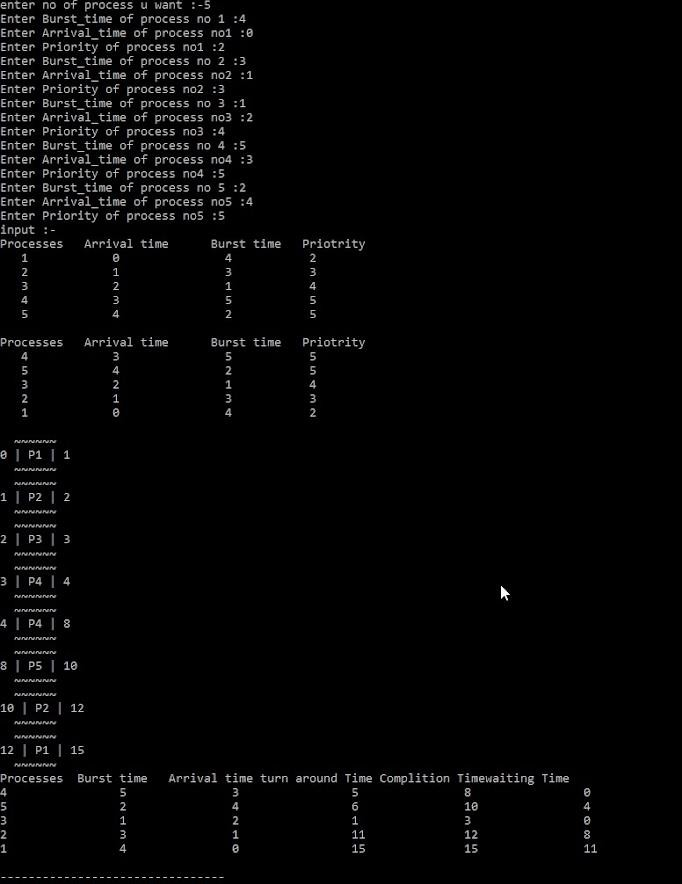 enter no of process u want :-5
Enter Burst_time of process no 1 :4
Enter Arrival_time of process no1 :0
Enter Priority of process no1 :2
Enter Burst_time of process no 2 :3
Enter Arrival_time of process no2 :1
Enter Priority of process no2 :3
Enter Burst_time of process no 3 :1
Enter Arrival_time of process no3 :2
Enter Priority of process no3 :4
Enter Burst_time of process no 4 :5
Enter Arrival_time of process no4 :3
Enter Priority of process no4 :5
Enter Burst_time of process no 5 :2
Enter Arrival_time of process no5 :4
Enter Priority of process no5 :5
input :-
Processes   Arrival time      Burst time   Priotrity
   1            0             4           2
   2            1             3           3
   3            2             1           4
   4            3             5           5
   5            4             2           5

Processes   Arrival time      Burst time   Priotrity
   4            3             5           5
   5            4             2           5
   3            2             1           4
   2            1             3           3
   1            0             4           2

  ~~~~~~
0 | P1 | 1
  ~~~~~~
  ~~~~~~
1 | P2 | 2
  ~~~~~~
  ~~~~~~
2 | P3 | 3
  ~~~~~~
  ~~~~~~
3 | P4 | 4
  ~~~~~~
  ~~~~~~
4 | P4 | 8
  ~~~~~~
  ~~~~~~
8 | P5 | 10
  ~~~~~~
  ~~~~~~
10 | P2 | 12
  ~~~~~~
  ~~~~~~
12 | P1 | 15
  ~~~~~~
Processes  Burst time   Arrival time turn around Time Complition Timewaiting Time
4                5               3                5               8                0
5                2               4                6               10               4
3                1               2                1               3                0
2                3               1                11              12               8
1                4               0                15              15               11

--------------------------------